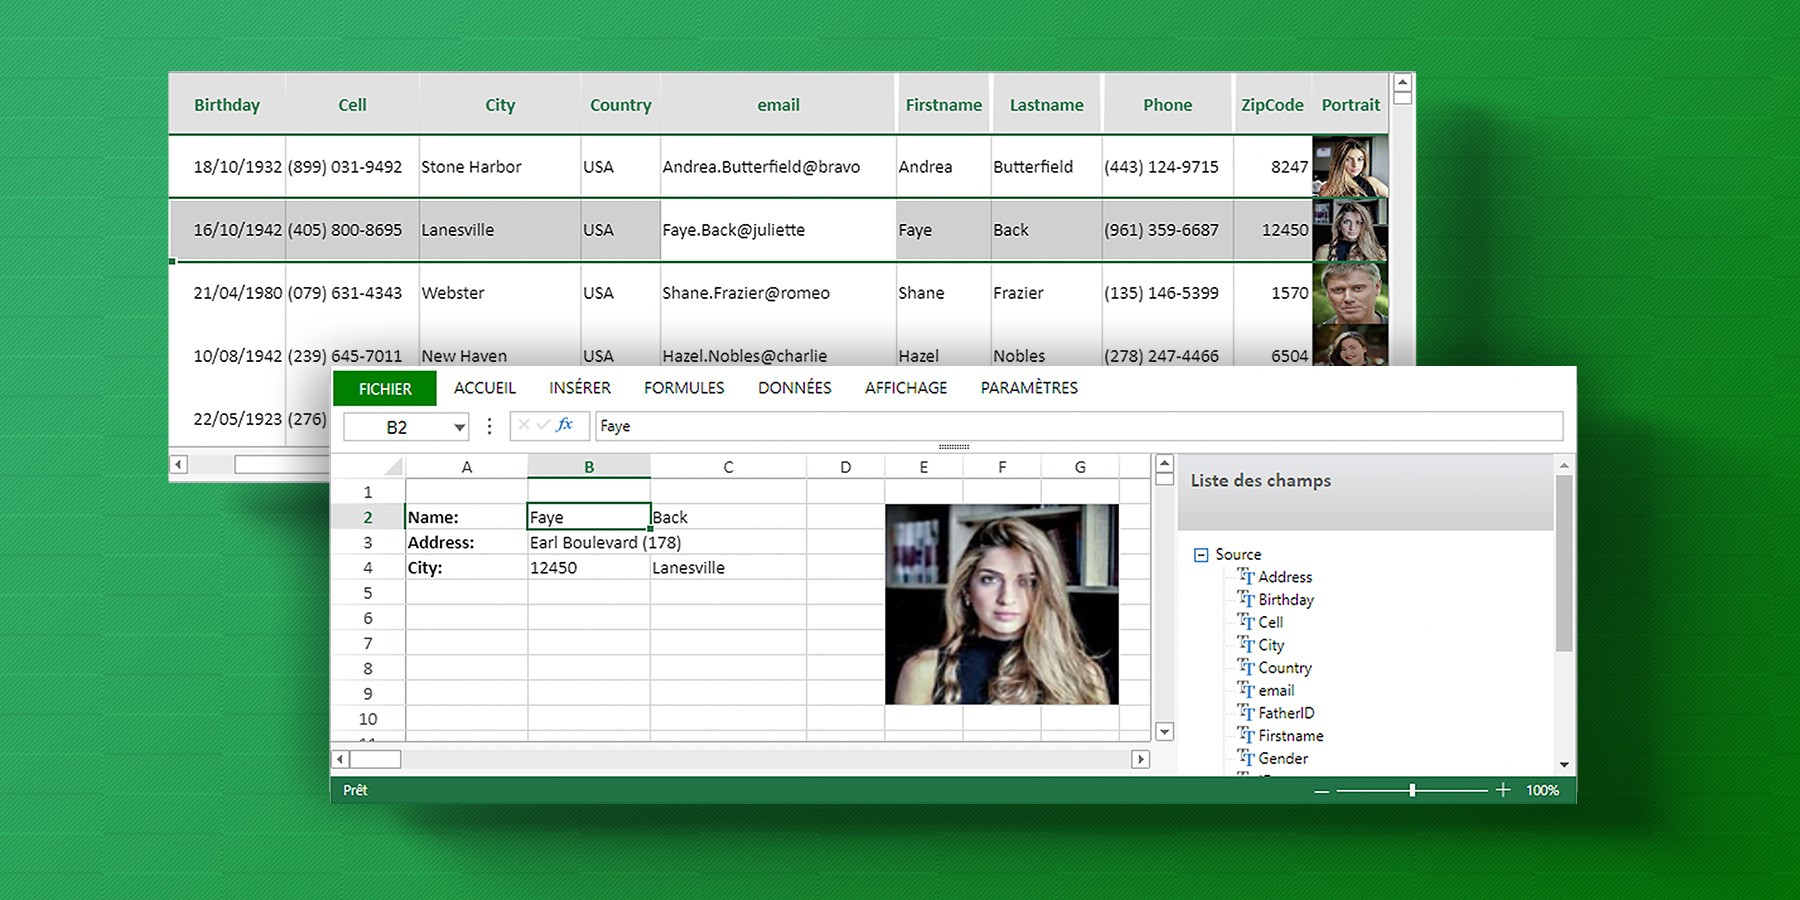 Birthday Cell City Country email Firstname Lastname Phone ZipCode Portrait
18/10/1932 (899) 031-9492 Stone Harbor USA Andrea.Butterfield@bravo Andrea Butterfield (443) 124-9715 8247
16/10/1942 (405) 800-8695 Lanesville USA Faye.Back@juliette Faye Back (961) 359-6687 12450
21/04/1980 (079) 631-4343 Webster USA Shane.Frazier@romeo Shane Frazier (135) 146-5399 1570
10/08/1942 (239) 645-7011 New Haven USA Hazel.Nobles@charlie Hazel Nobles (278) 247-4466 6504
22/05/1923 (276)
FICHIER ACCUEIL INSÉRER FORMULES DONNÉES AFFICHAGE PARAMÈTRES
B2 fx Faye
A B C D E F G
1
2 Name: Faye Back
3 Address: Earl Boulevard (178)
4 City: 12450 Lanesville
5
6
7
8
9
10
Liste des champs
Source
Address
Birthday
Cell
City
Country
email
FatherID
Firstname
Gender
Prêt 100%